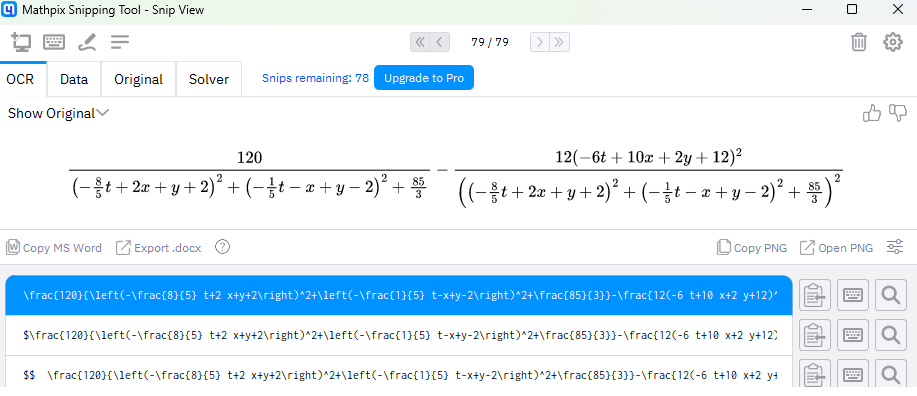 Mathpix Snipping Tool - Snip View
79 / 79
OCR Data Original Solver Snips remaining: 78 Upgrade to Pro
Show Original
\frac{120}{\left(-\frac{8}{5}t+2x+y+2\right)^2+\left(-\frac{1}{5}t-x+y-2\right)^2+\frac{85}{3}}-\frac{12(-6t+10x+2y+12)^2}{\left(\left(-\frac{8}{5}t+2x+y+2\right)^2+\left(-\frac{1}{5}t-x+y-2\right)^2+\frac{85}{3}\right)^2}
Copy MS Word Export .docx ? Copy PNG Open PNG
\frac{120}{\left(-\frac{8}{5} t+2 x+y+2\right)^2+\left(-\frac{1}{5} t-x+y-2\right)^2+\frac{85}{3}}-\frac{12(-6 t+10 x+2 y+12)^
$\frac{120}{\left(-\frac{8}{5} t+2 x+y+2\right)^2+\left(-\frac{1}{5} t-x+y-2\right)^2+\frac{85}{3}}-\frac{12(-6 t+10 x+2 y+12)
$$ \frac{120}{\left(-\frac{8}{5} t+2 x+y+2\right)^2+\left(-\frac{1}{5} t-x+y-2\right)^2+\frac{85}{3}}-\frac{12(-6 t+10 x+2 y+